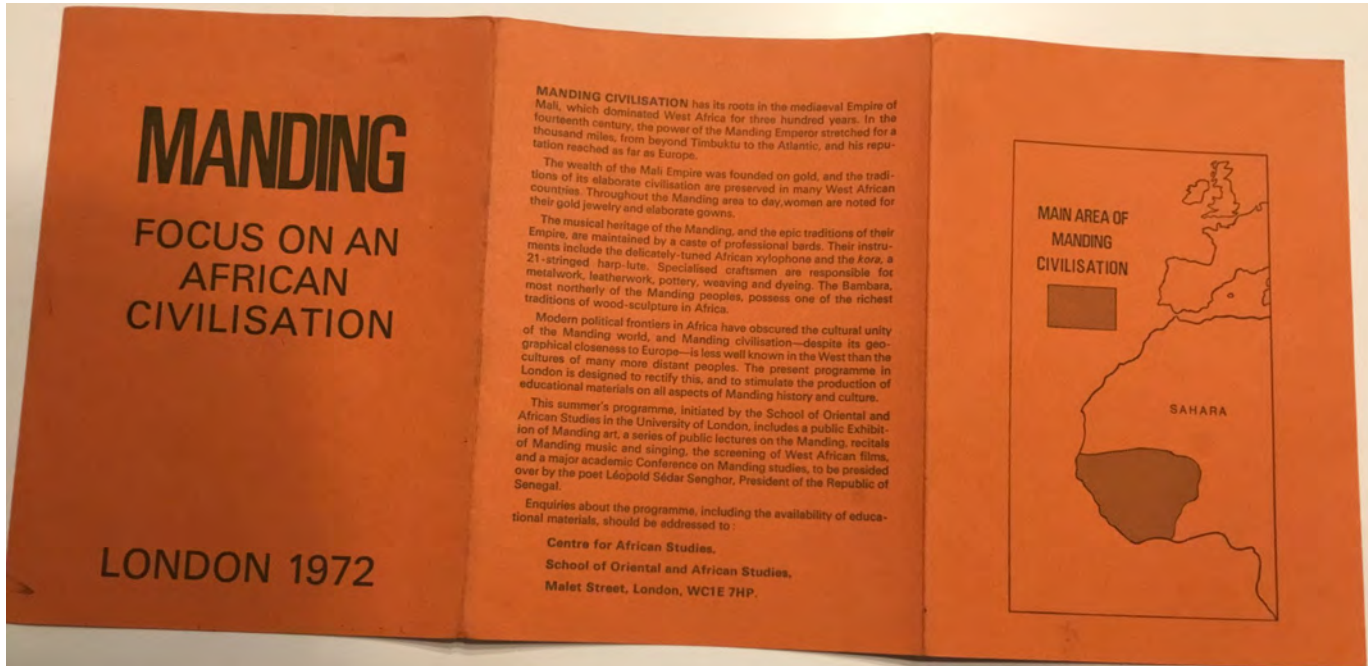 MANDING
FOCUS ON AN
AFRICAN
CIVILISATION
LONDON 1972
MANDING CIVILISATION has its roots in the mediaeval Empire of
Mali, which dominated West Africa for three hundred years. In the
fourteenth century, the power of the Manding Emperor stretched for a
thousand miles, from beyond Timbuktu to the Atlantic, and his repu-
tation reached as far as Europe.
The wealth of the Mali Empire was founded on gold, and the tradi-
tions of its elaborate civilisation are preserved in many West African
countries. Throughout the Manding area to day,women are noted for
their gold jewelry and elaborate gowns.
The musical heritage of the Manding, and the epic traditions of their
Empire, are maintained by a caste of professional bards. Their instru-
ments include the delicately-tuned African xylophone and the kora, a
21-stringed harp-lute. Specialised craftsmen are responsible for
metalwork, leatherwork, pottery, weaving and dyeing. The Bambara,
most northerly of the Manding peoples, possess one of the richest
traditions of wood-sculpture in Africa.
Modern political frontiers in Africa have obscured the cultural unity
of the Manding world, and Manding civilisation—despite its geo-
graphical closeness to Europe—is less well known in the West than the
cultures of many more distant peoples. The present programme in
London is designed to rectify this, and to stimulate the production of
educational materials on all aspects of Manding history and culture.
This summer's programme, initiated by the School of Oriental and
African Studies in the University of London, includes a public Exhibit-
ion of Manding art, a series of public lectures on the Manding, recitals
of Manding music and singing, the screening of West African films,
and a major academic Conference on Manding studies, to be presided
over by the poet Léopold Sédar Senghor, President of the Republic of
Senegal.
Enquiries about the programme, including the availability of educa-
tional materials, should be addressed to:
Centre for African Studies,
School of Oriental and African Studies,
Malet Street, London, WC1E 7HP.
MAIN AREA OF
MANDING
CIVILISATION
SAHARA